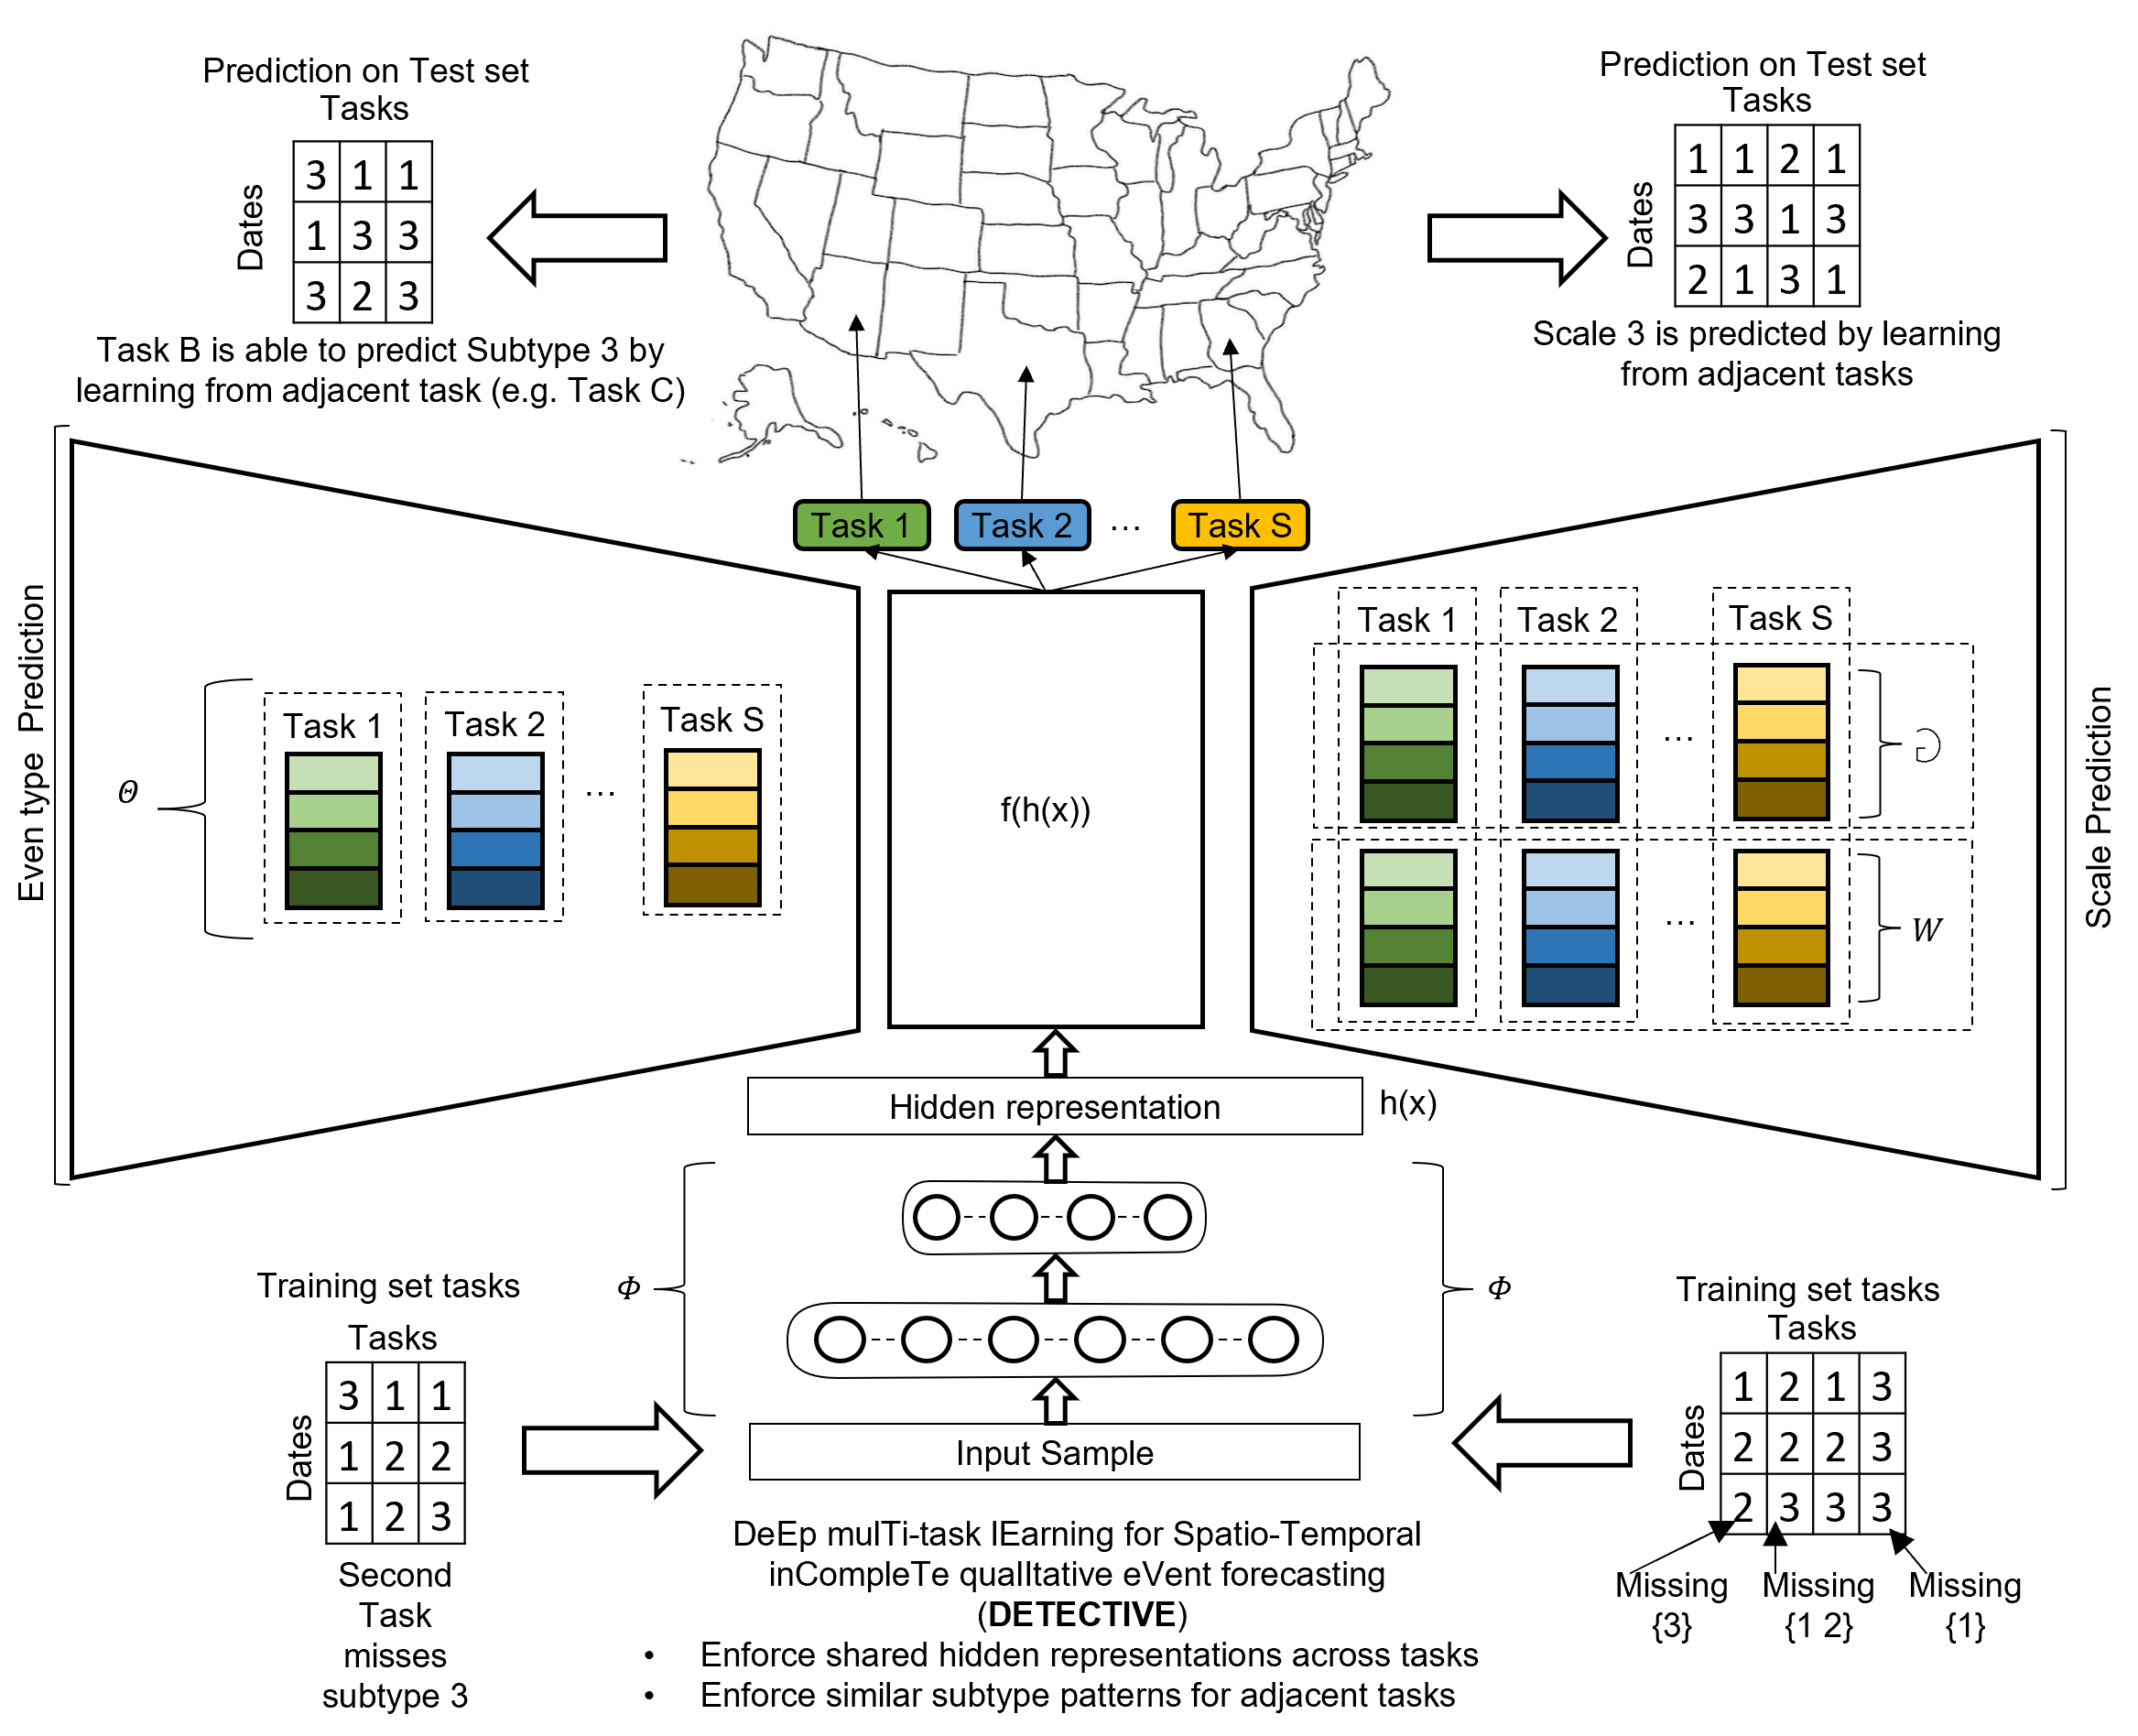 Prediction on Test set
Tasks
Dates
3 1 1
1 3 3
3 2 3
Task B is able to predict Subtype 3 by
learning from adjacent task (e.g. Task C)
Prediction on Test set
Tasks
Dates
1 1 2 1
3 3 1 3
2 1 3 1
Scale 3 is predicted by learning
from adjacent tasks
Task 1
Task 2
...
Task S
Even type Prediction
Θ
Task 1
Task 2
...
Task S
f(h(x))
Task 1
Task 2
Task S
...
...
W
Scale Prediction
Hidden representation
h(x)
Φ
Φ
Input Sample
Training set tasks
Tasks
Dates
3 1 1
1 2 2
1 2 3
Second
Task
misses
subtype 3
Training set tasks
Tasks
Dates
1 2 1 3
2 2 2 3
2 3 3 3
Missing
{3}
Missing
{1 2}
Missing
{1}
DeEp mulTi-task lEarning for Spatio-Temporal
inCompleTe qualItative eVent forecasting
(DETECTIVE)
• Enforce shared hidden representations across tasks
• Enforce similar subtype patterns for adjacent tasks